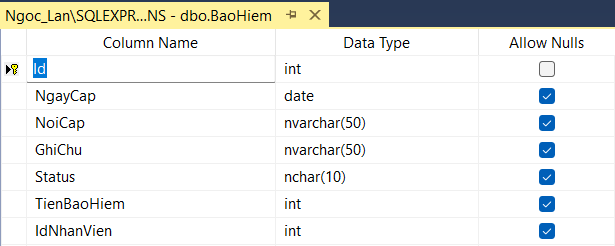 Ngoc_Lan\SQLEXPR...NS - dbo.BaoHiem
Column Name Data Type Allow Nulls
Id int
NgayCap date
NoiCap nvarchar(50)
GhiChu nvarchar(50)
Status nchar(10)
TienBaoHiem int
IdNhanVien int